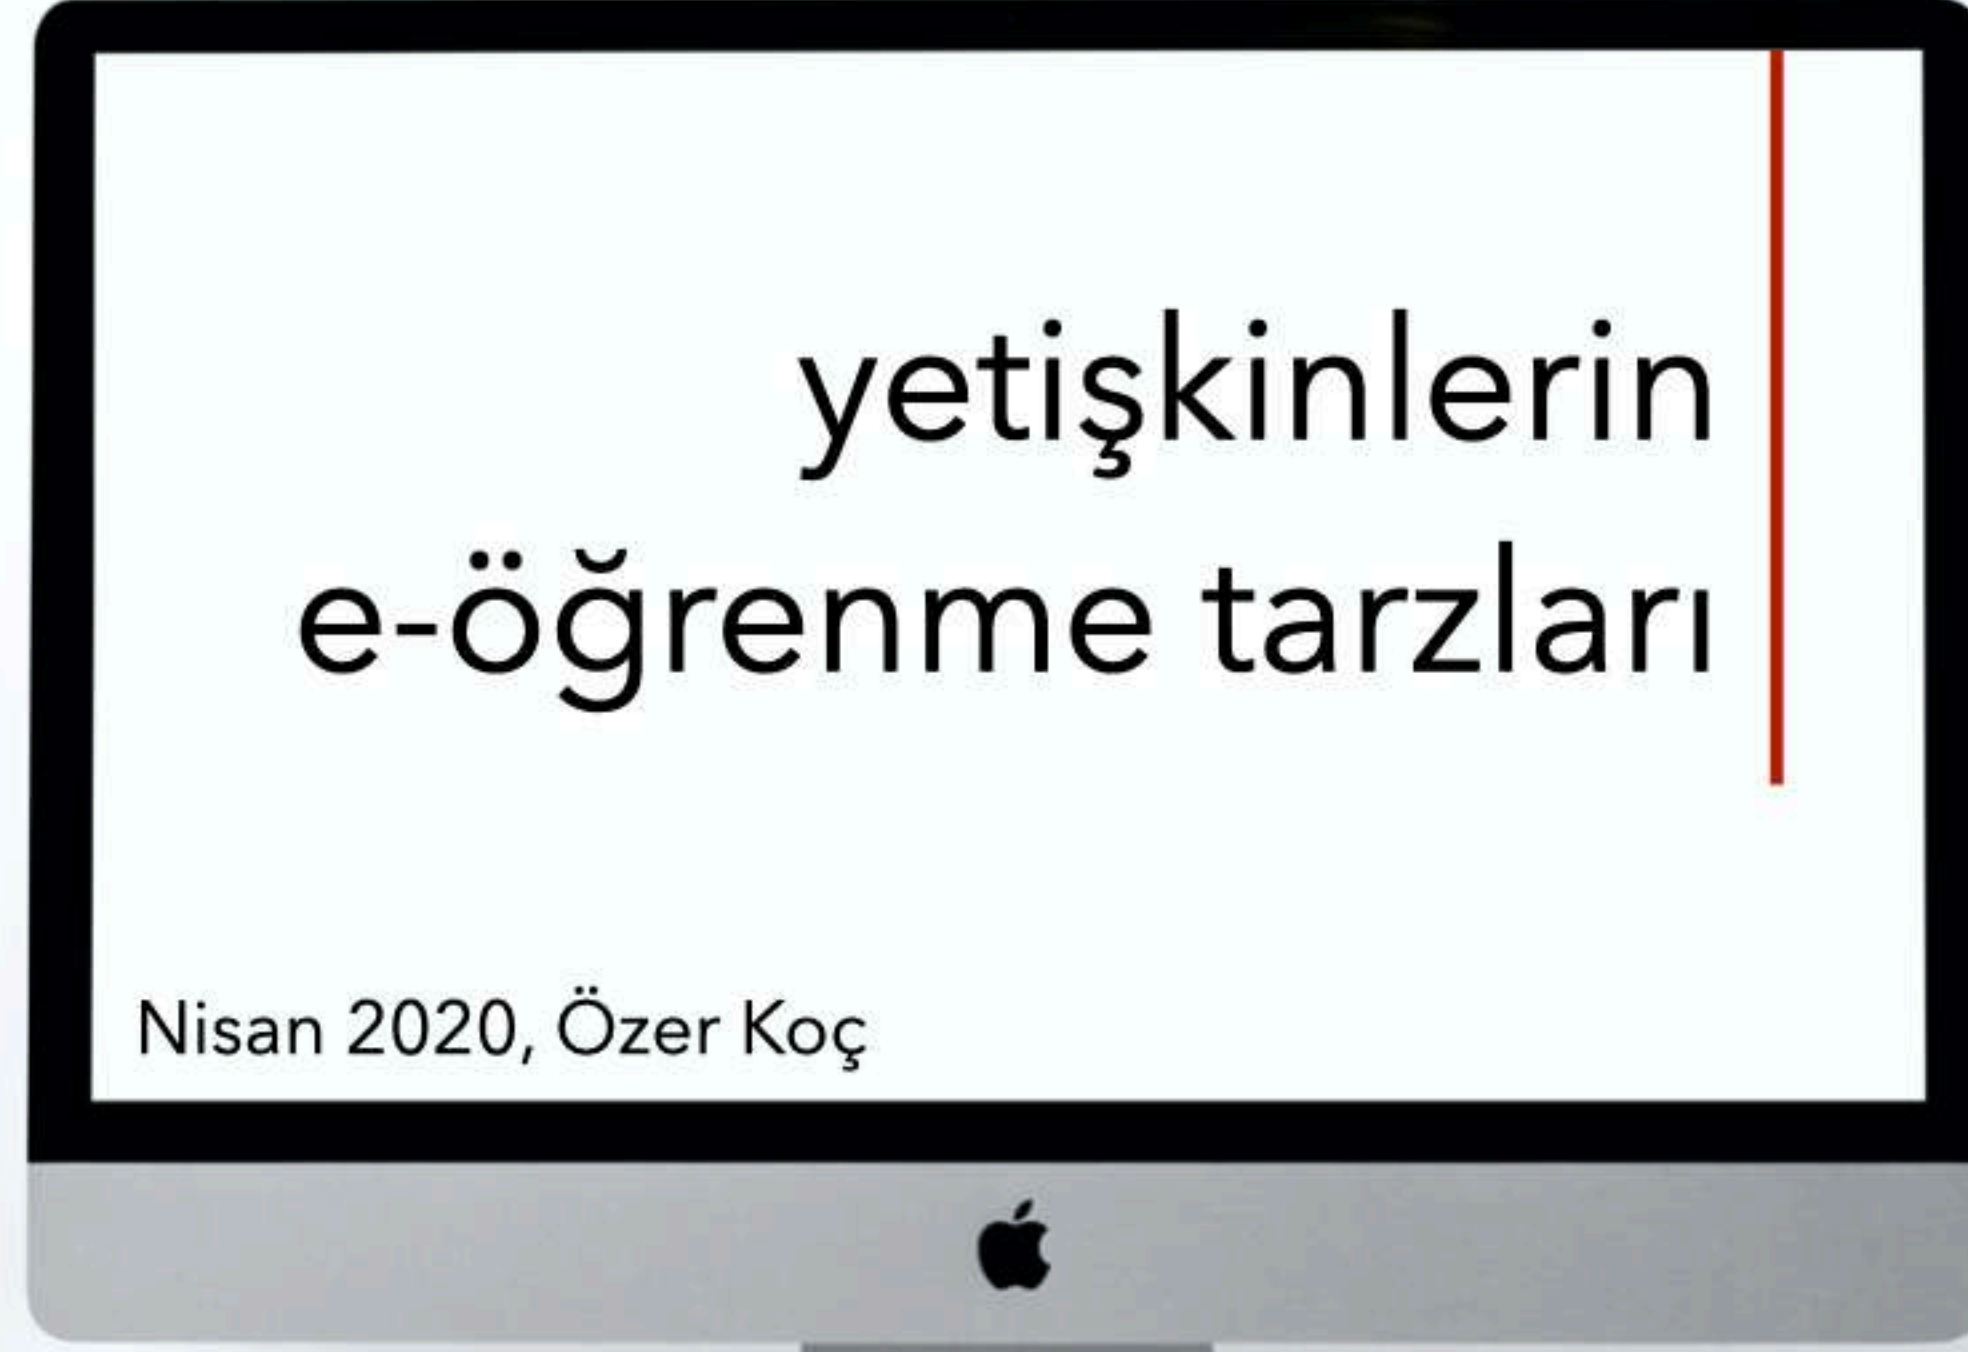 yetişkinlerin
e-öğrenme tarzları
Nisan 2020, Özer Koç